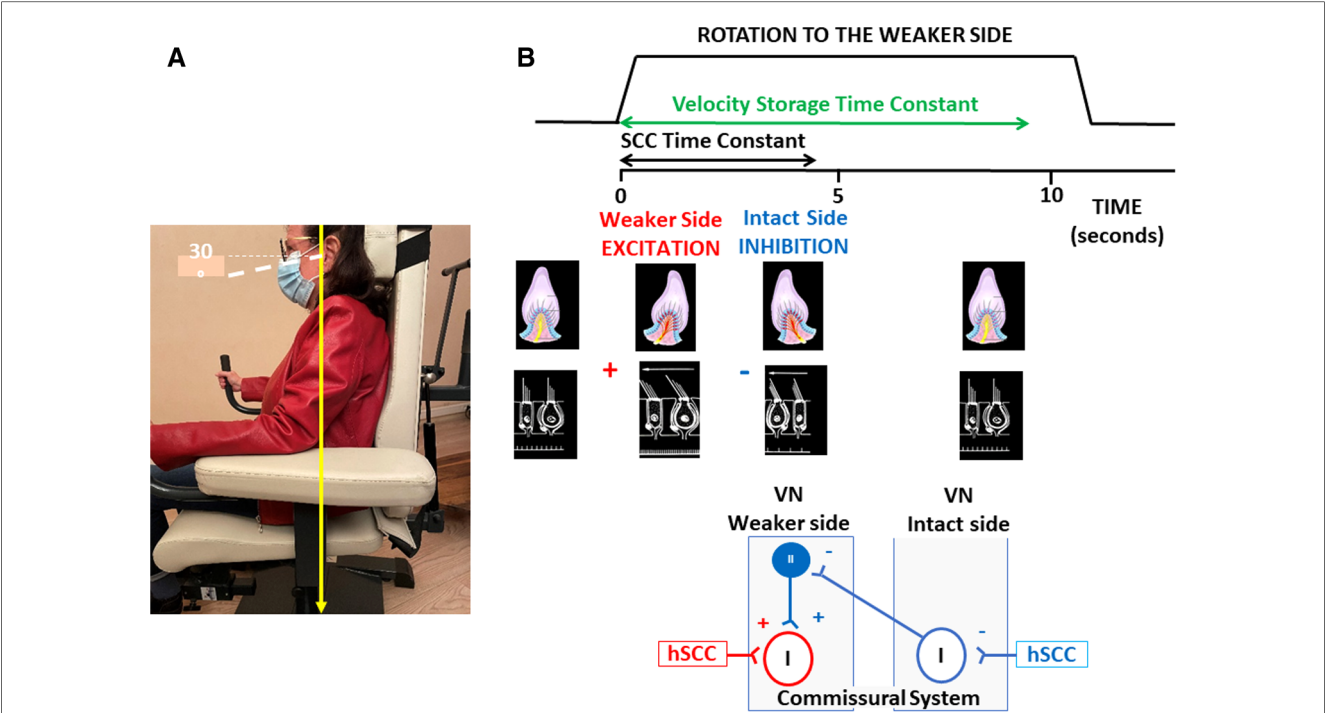 A
B
ROTATION TO THE WEAKER SIDE
Velocity Storage Time Constant
SCC Time Constant
0
5
10
TIME
(seconds)
Weaker Side
EXCITATION
Intact Side
INHIBITION
30
°
+
-
VN
Weaker side
VN
Intact side
II
-
+
+
-
hSCC
I
I
hSCC
Commissural System